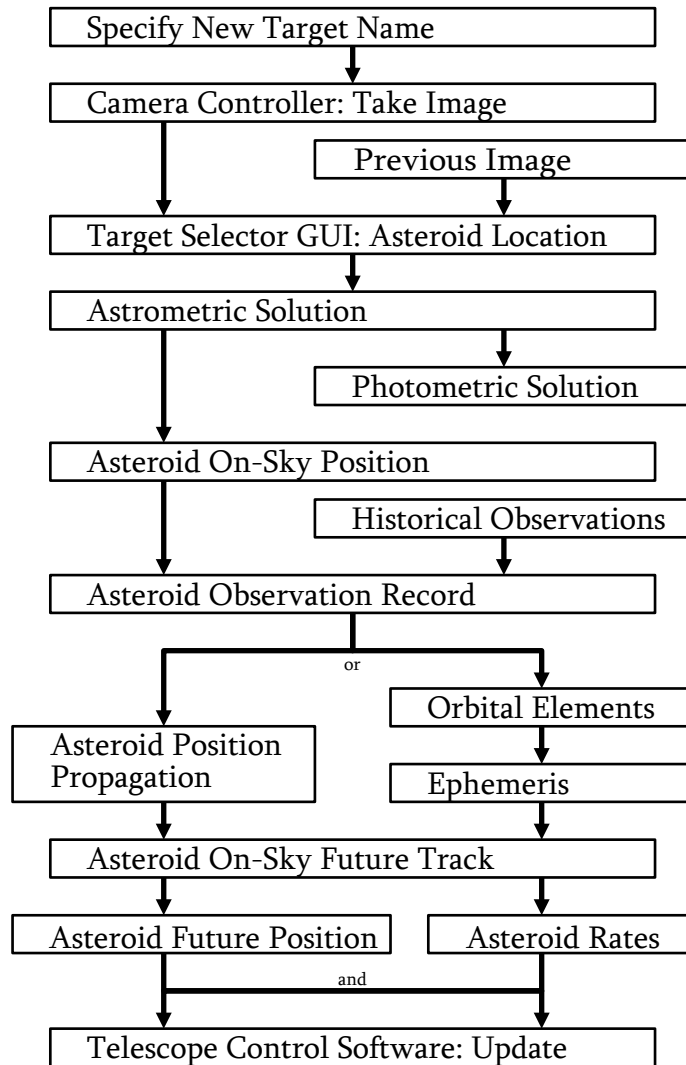 Specify New Target Name
Camera Controller: Take Image
Previous Image
Target Selector GUI: Asteroid Location
Astrometric Solution
Photometric Solution
Asteroid On-Sky Position
Historical Observations
Asteroid Observation Record
or
Orbital Elements
Asteroid Position
Propagation
Ephemeris
Asteroid On-Sky Future Track
Asteroid Future Position
Asteroid Rates
and
Telescope Control Software: Update